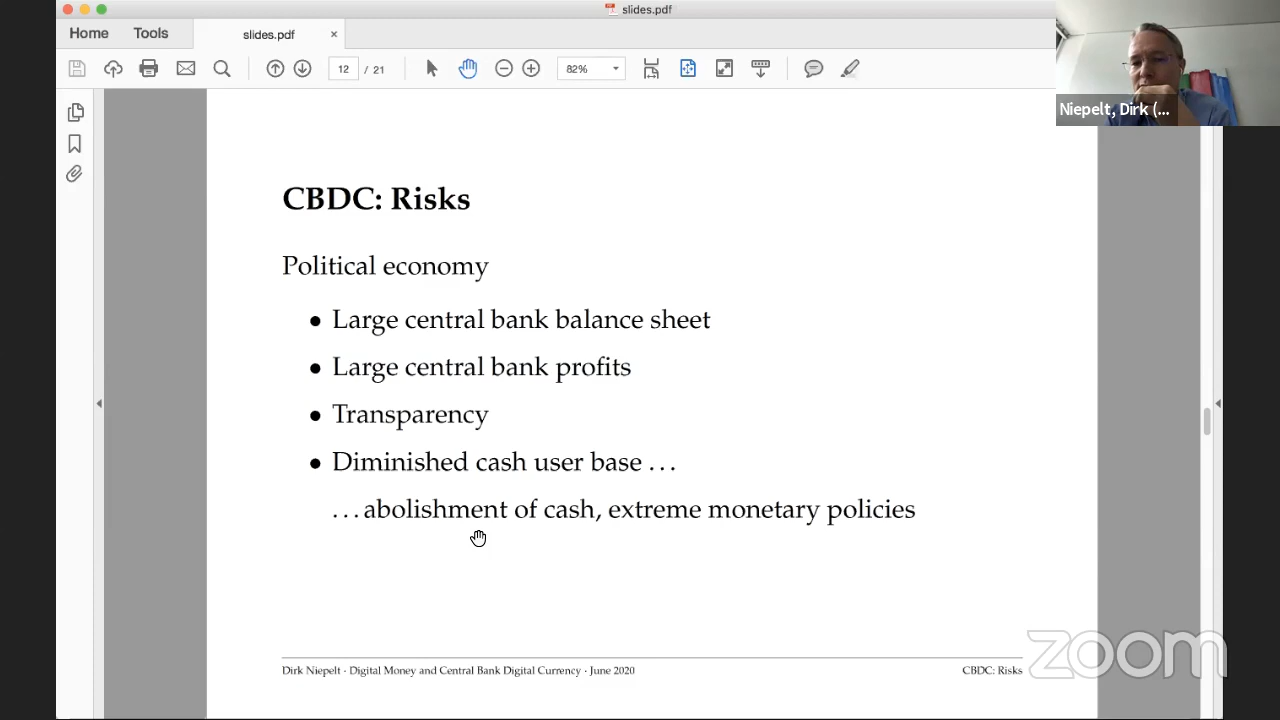 slides.pdf
Home
Tools
slides.pdf ×
12 / 21
82%
Niepelt, Dirk (...
CBDC: Risks
Political economy
• Large central bank balance sheet
• Large central bank profits
• Transparency
• Diminished cash user base ...
... abolishment of cash, extreme monetary policies
Dirk Niepelt · Digital Money and Central Bank Digital Currency · June 2020
CBDC: Risks
zoom